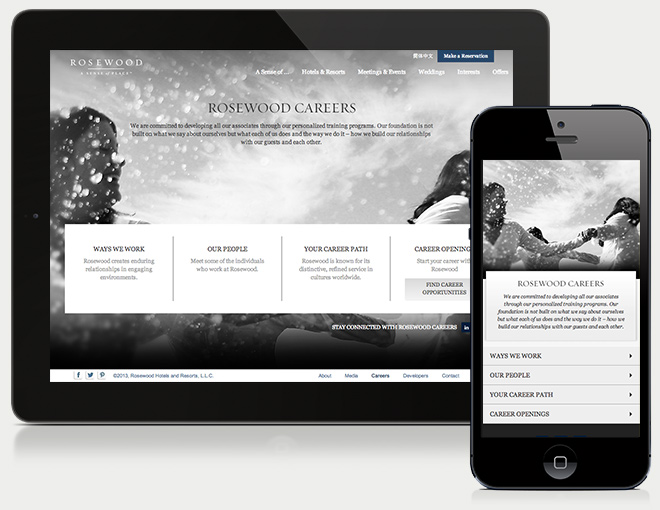 ROSEWOOD
A SENSE of RESORT
简体中文 Make a Reservation
A Sense of ... Hotels & Resorts Meetings & Events Weddings Interests Offers
ROSEWOOD CAREERS
We are committed to developing all our associates through our personalized training programs. Our foundation is not
built on what we say about ourselves but what each of us does and the way we do it – how we build our relationships
with our guests and each other.
WAYS WE WORK
Rosewood creates enduring
relationships in engaging
environments.
OUR PEOPLE
Meet some of the individuals
who work at Rosewood.
YOUR CAREER PATH
Rosewood is known for its
distinctive, refined service in
cultures worldwide.
CAREER OPENING
Start your career with
Rosewood
FIND CAREER
OPPORTUNITIES
STAY CONNECTED WITH ROSEWOOD CAREERS in
©2013, Rosewood Hotels and Resorts, L.L.C. About Media Careers Developers Contact
ROSEWOOD CAREERS
We are committed to developing all our associates
through our personalized training programs. Our
foundation is not built on what we say about ourselves
but what each of us does and the way we do it – how we
build our relationships with our guests and each other.
WAYS WE WORK
OUR PEOPLE
YOUR CAREER PATH
CAREER OPENINGS